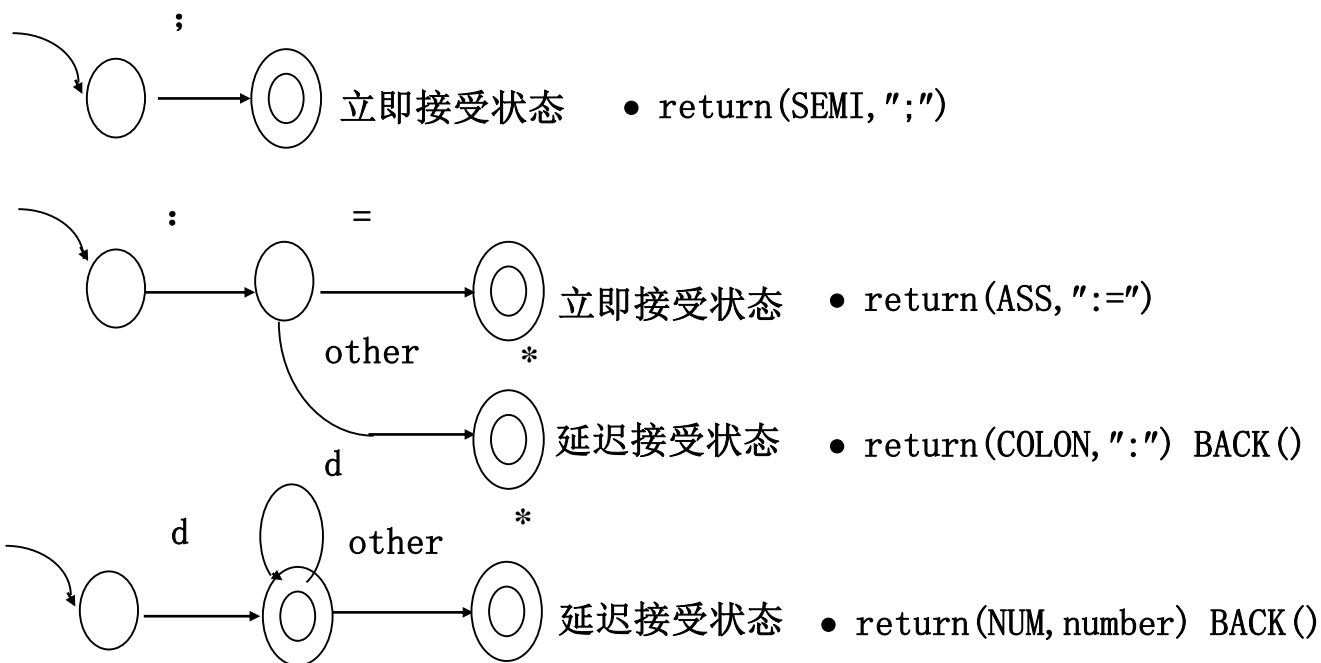 ;
立即接受状态 • return(SEMI,";")
: =
立即接受状态 • return(ASS,":=")
other *
延迟接受状态 • return(COLON,":") BACK()
d
*
d other
延迟接受状态 • return(NUM,number) BACK()